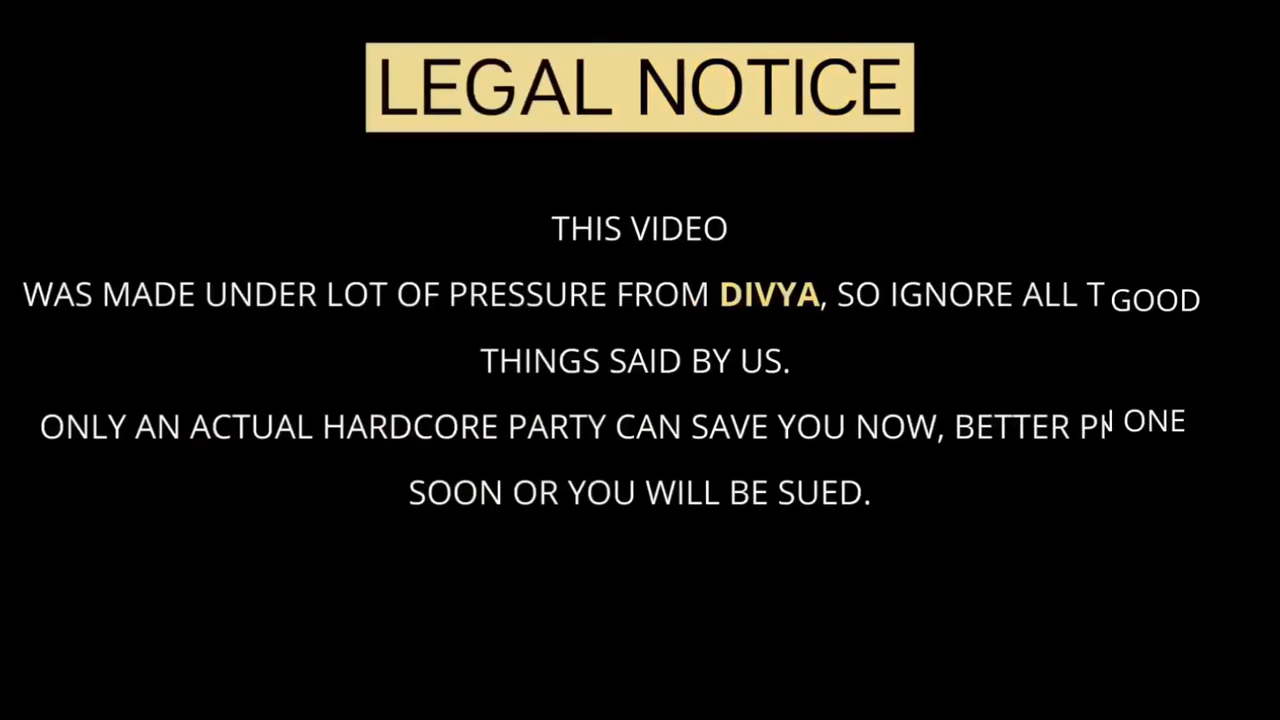 LEGAL NOTICE
THIS VIDEO
WAS MADE UNDER LOT OF PRESSURE FROM DIVYA, SO IGNORE ALL T GOOD
THINGS SAID BY US.
ONLY AN ACTUAL HARDCORE PARTY CAN SAVE YOU NOW, BETTER ONE
SOON OR YOU WILL BE SUED.